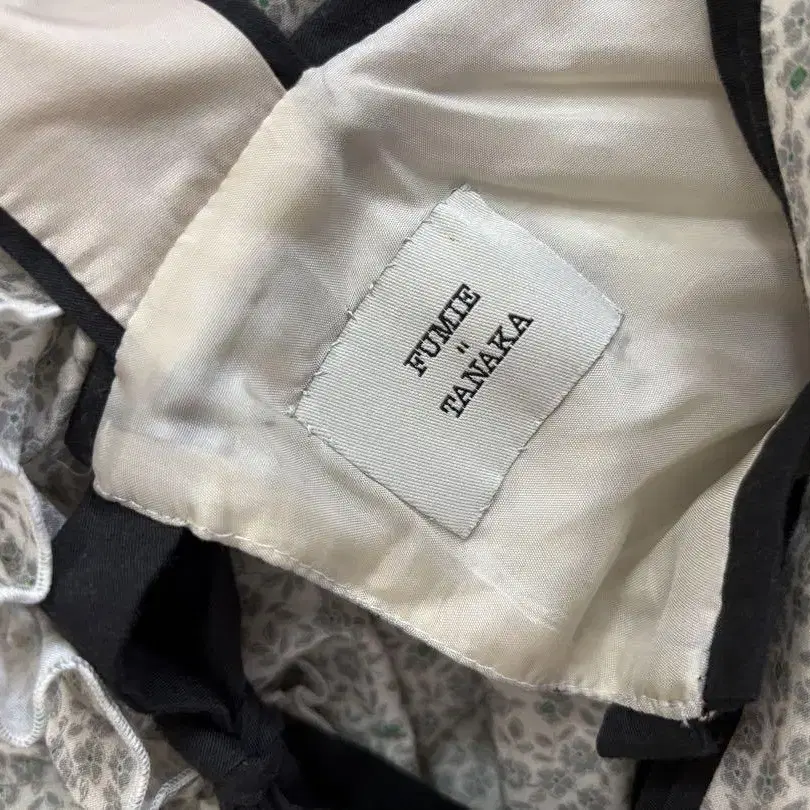 FUMIE
"
TANAKA